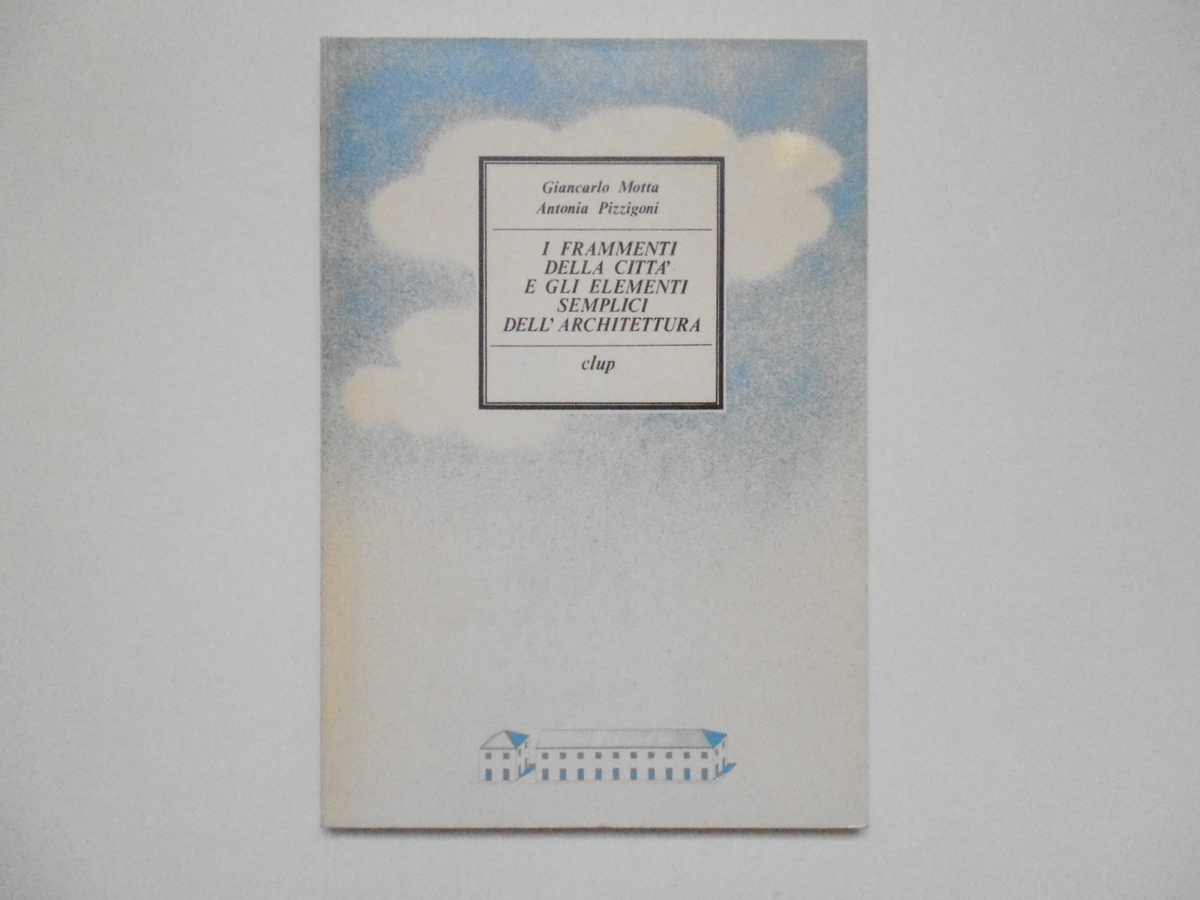 Giancarlo Motta
Antonia Pizzigoni
I FRAMMENTI
DELLA CITTA'
E GLI ELEMENTI
SEMPLICI
DELL' ARCHITETTURA
clup